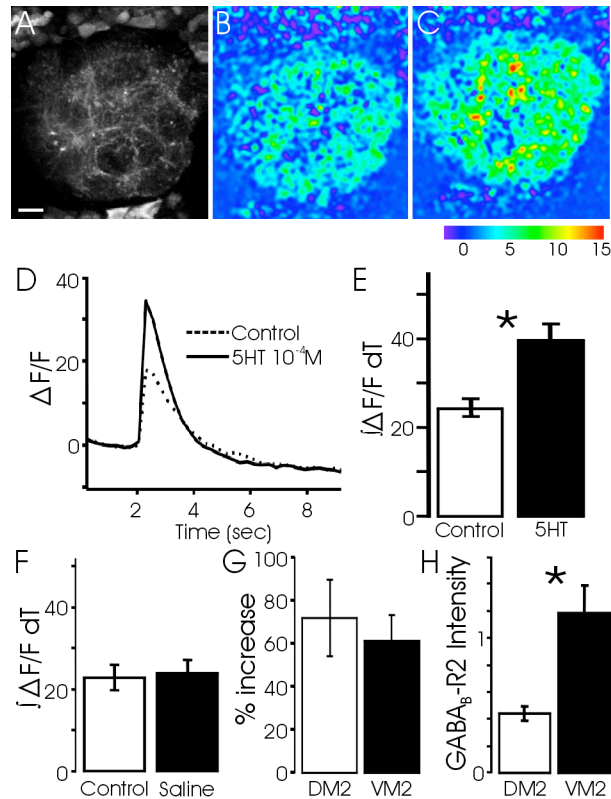 A
B
C
0 5 10 15
D
40
20
0
ΔF/F
Control
5HT 10⁻⁴M
2 4 6 8
Time (sec)
E
40
20
0
∫ΔF/F dT
*
Control 5HT
F
40
20
0
∫ΔF/F dT
Control Saline
G
100
80
60
40
20
0
% increase
DM2 VM2
H
1
0
GABA_B-R2 Intensity
*
DM2 VM2